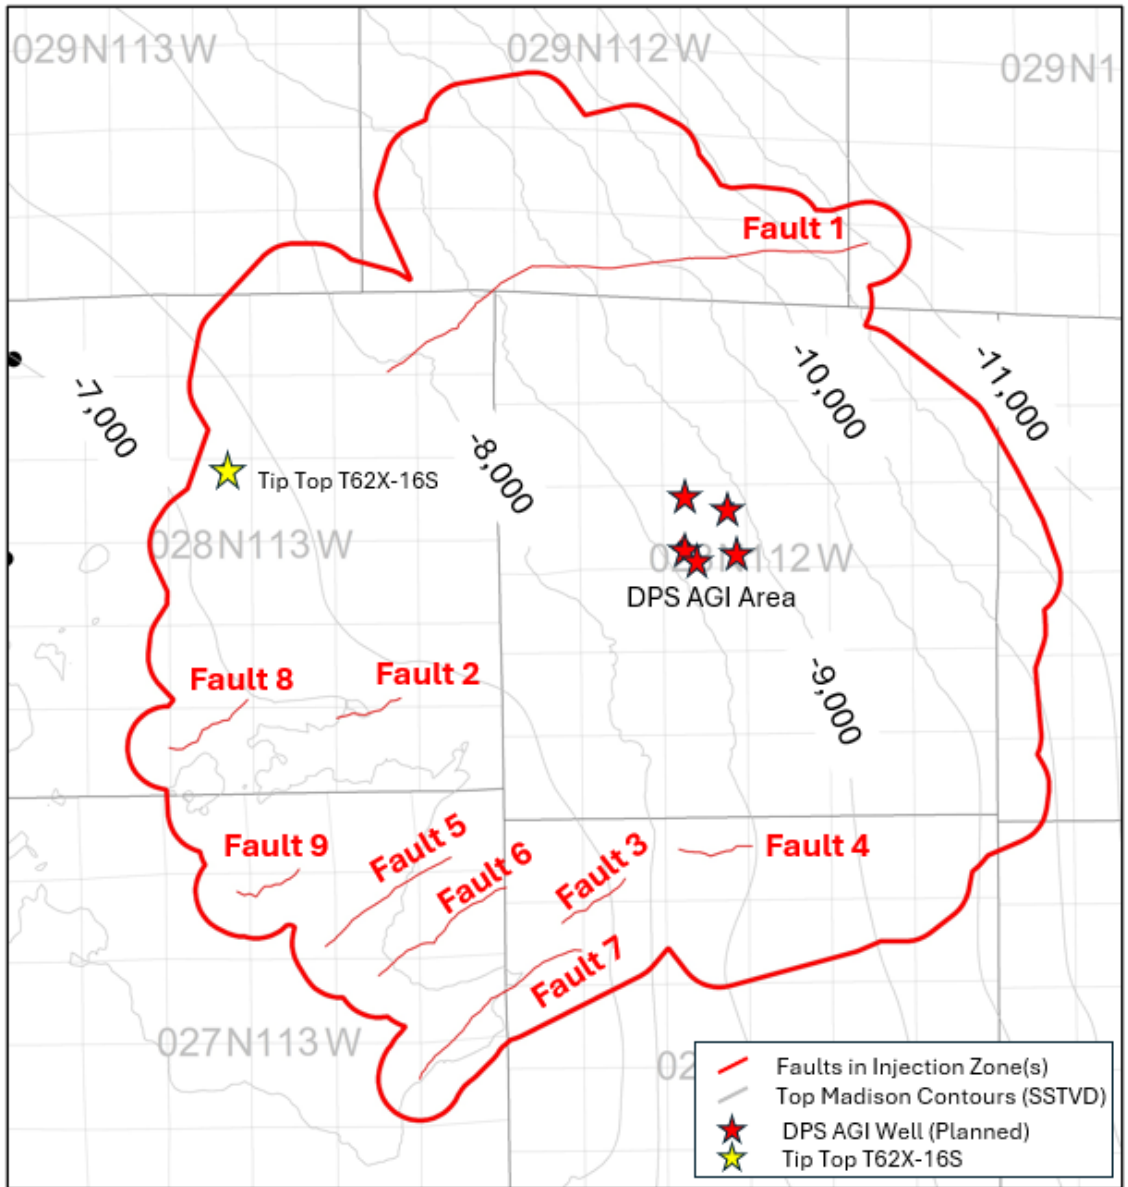 029N113W
029N112W
029N1
Fault 1
-7,000
-8,000
-10,000
-11,000
Tip Top T62X-16S
028N113W
028N112W
DPS AGI Area
-9,000
Fault 8
Fault 2
Fault 9
Fault 5
Fault 6
Fault 3
Fault 4
Fault 7
027N113W
02
Faults in Injection Zone(s)
Top Madison Contours (SSTVD)
DPS AGI Well (Planned)
Tip Top T62X-16S